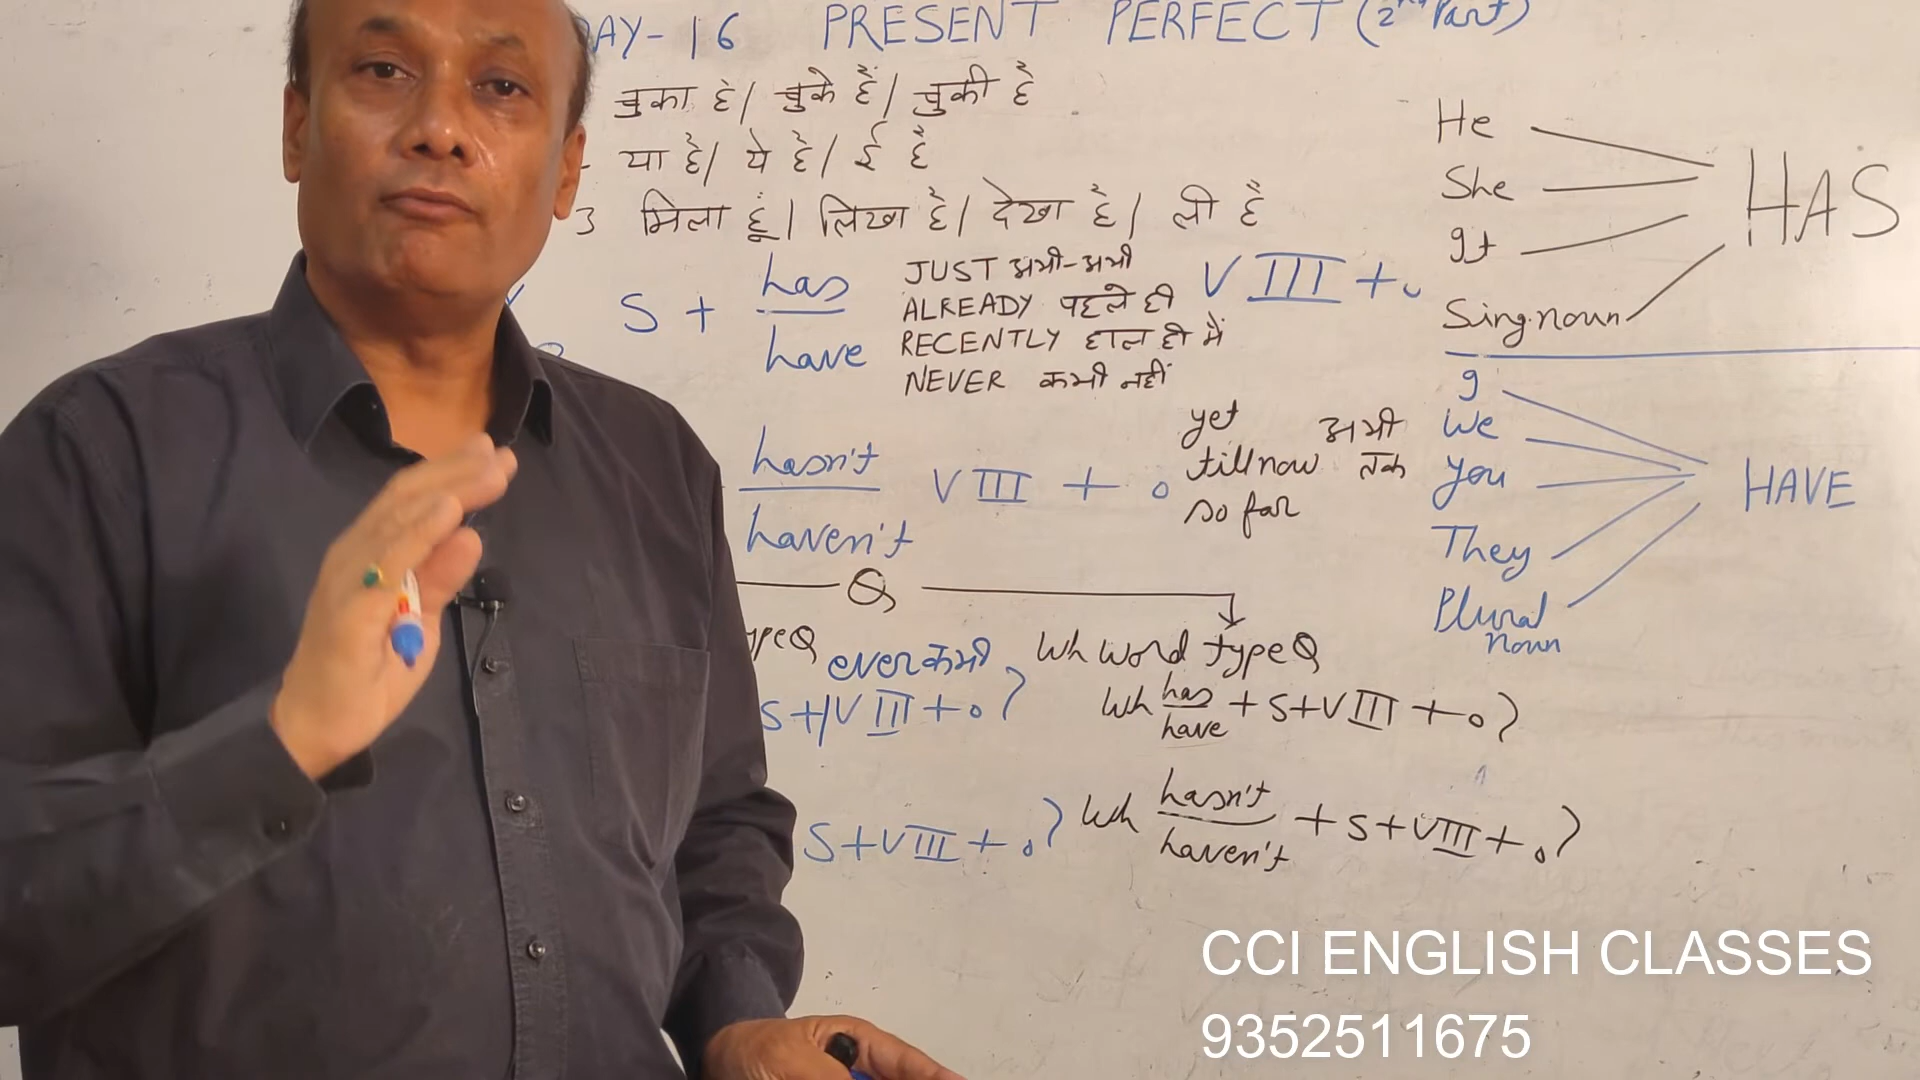 DAY-16 PRESENT PERFECT (2nd Part)
चुका है/ चुके हैं/ चुकी है
या है/ ये है/ ई है
3 मिला हूं/ लिखा है/ देखा है/ ली है
S + has / have
JUST अभी-अभी
ALREADY पहले ही
RECENTLY हाल ही में
NEVER कभी नहीं
V III + o
hasn't / haven't V III + o
yet
till now
so far
अभी तक
Q
ypeQ ever कभी
S+V III + o ?
S+V III + o ?
Wh word type Q
Wh has / have + S+V III + o ?
Wh hasn't / haven't + S+V III + o ?
He
She
It
Sing. noun
HAS
I
We
You
They
Plural noun
HAVE
CCI ENGLISH CLASSES
9352511675